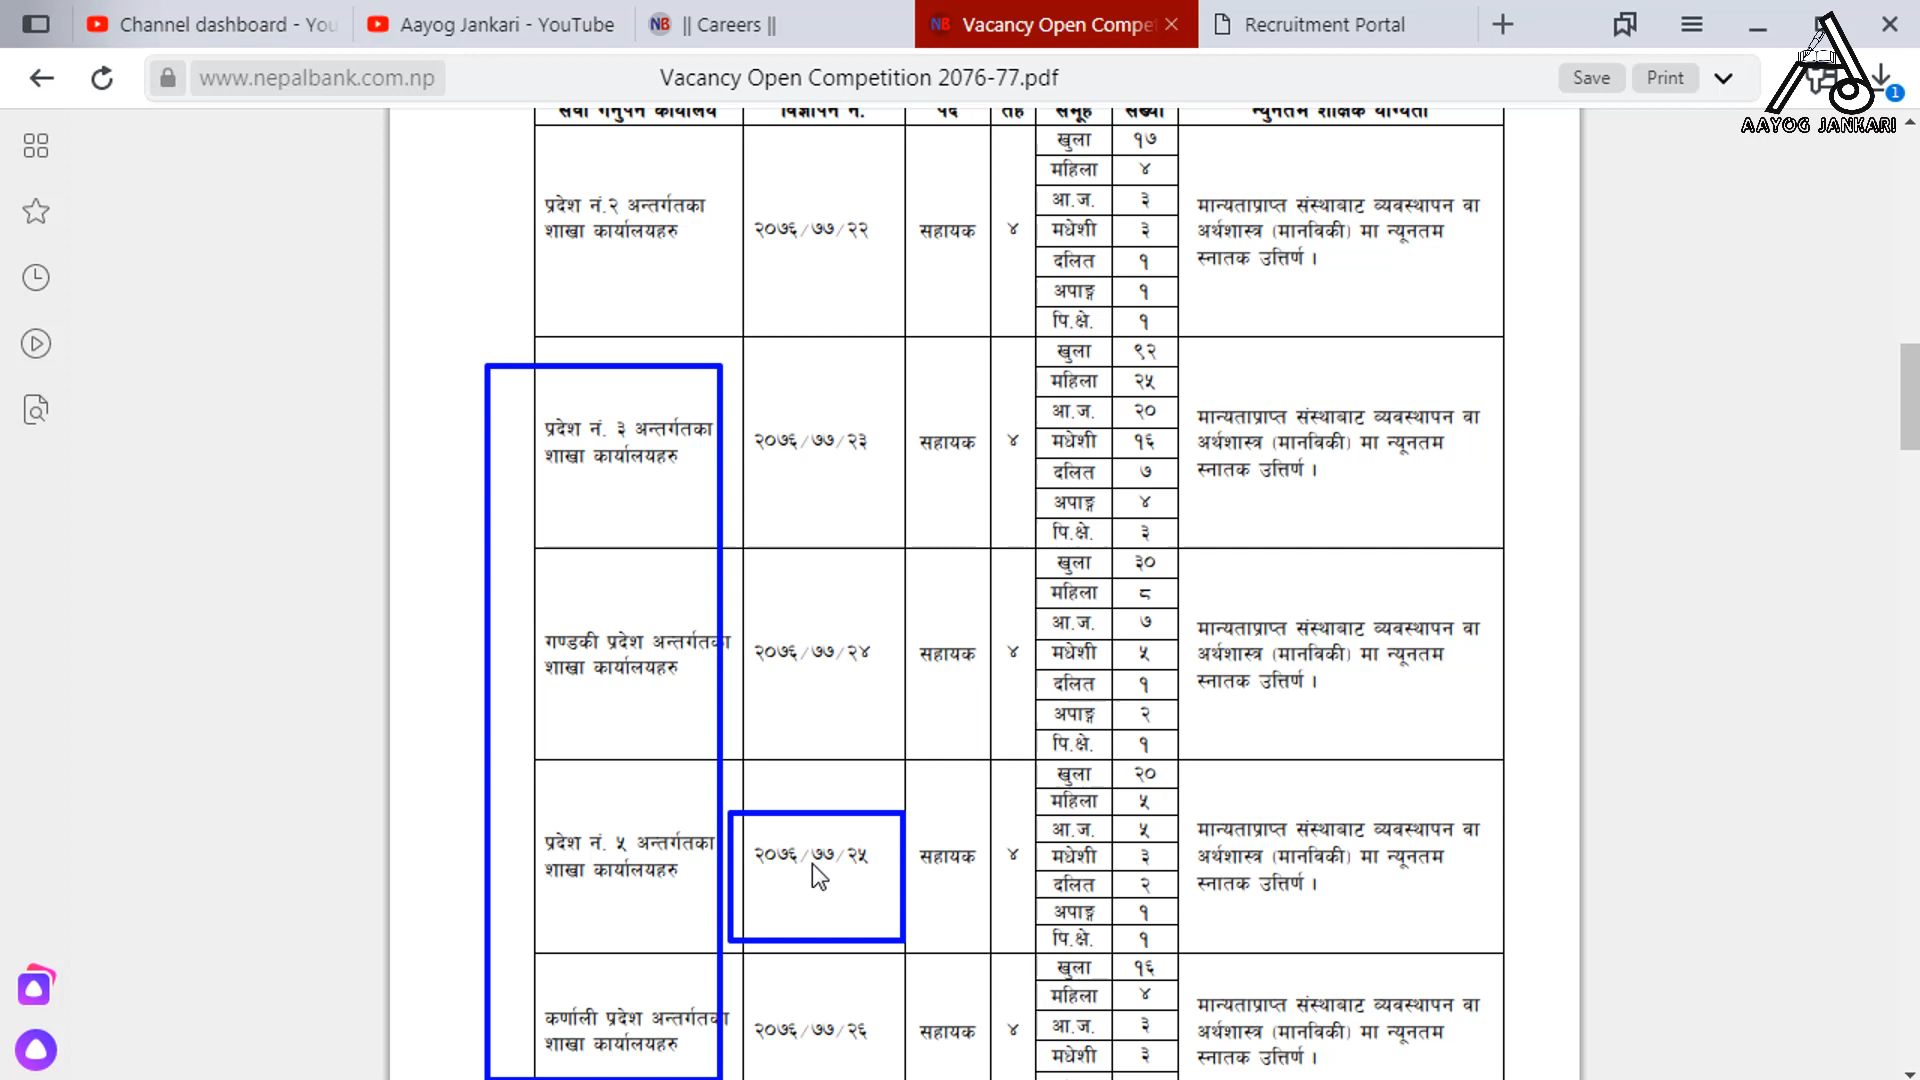 Channel dashboard - You
Aayog Jankari - YouTube
NB || Careers ||
NB Vacancy Open Compe
Recruitment Portal
www.nepalbank.com.np
Vacancy Open Competition 2076-77.pdf
Save
Print
1
AAYOG JANKARI
सेवा गर्नुपर्ने कार्यालय विज्ञापन नं. पद तह समूह संख्या न्युनतम शैक्षिक योग्यता
प्रदेश नं.२ अन्तर्गतका
शाखा कार्यालयहरु
२०७६/७७/२२
सहायक
४
खुला १७
महिला ४
आ.ज. ३
मधेशी ३
दलित १
अपाङ्ग १
पि.क्षे. १
मान्यताप्राप्त संस्थाबाट व्यवस्थापन वा
अर्थशास्त्र (मानविकी) मा न्यूनतम
स्नातक उत्तिर्ण ।
प्रदेश नं. ३ अन्तर्गतका
शाखा कार्यालयहरु
२०७६/७७/२३
सहायक
४
खुला ९२
महिला २५
आ.ज. २०
मधेशी १६
दलित ७
अपाङ्ग ४
पि.क्षे. ३
मान्यताप्राप्त संस्थाबाट व्यवस्थापन वा
अर्थशास्त्र (मानविकी) मा न्यूनतम
स्नातक उत्तिर्ण ।
गण्डकी प्रदेश अन्तर्गतका
शाखा कार्यालयहरु
२०७६/७७/२४
सहायक
४
खुला ३०
महिला ८
आ.ज. ७
मधेशी ५
दलित १
अपाङ्ग २
पि.क्षे. १
मान्यताप्राप्त संस्थाबाट व्यवस्थापन वा
अर्थशास्त्र (मानविकी) मा न्यूनतम
स्नातक उत्तिर्ण ।
प्रदेश नं. ५ अन्तर्गतका
शाखा कार्यालयहरु
२०७६/७७/२५
सहायक
४
खुला २०
महिला ५
आ.ज. ५
मधेशी ३
दलित २
अपाङ्ग १
पि.क्षे. १
मान्यताप्राप्त संस्थाबाट व्यवस्थापन वा
अर्थशास्त्र (मानविकी) मा न्यूनतम
स्नातक उत्तिर्ण ।
कर्णाली प्रदेश अन्तर्गतका
शाखा कार्यालयहरु
२०७६/७७/२६
सहायक
४
खुला १६
महिला ४
आ.ज. ३
मधेशी ३
मान्यताप्राप्त संस्थाबाट व्यवस्थापन वा
अर्थशास्त्र (मानविकी) मा न्यूनतम
स्नातक उत्तिर्ण ।